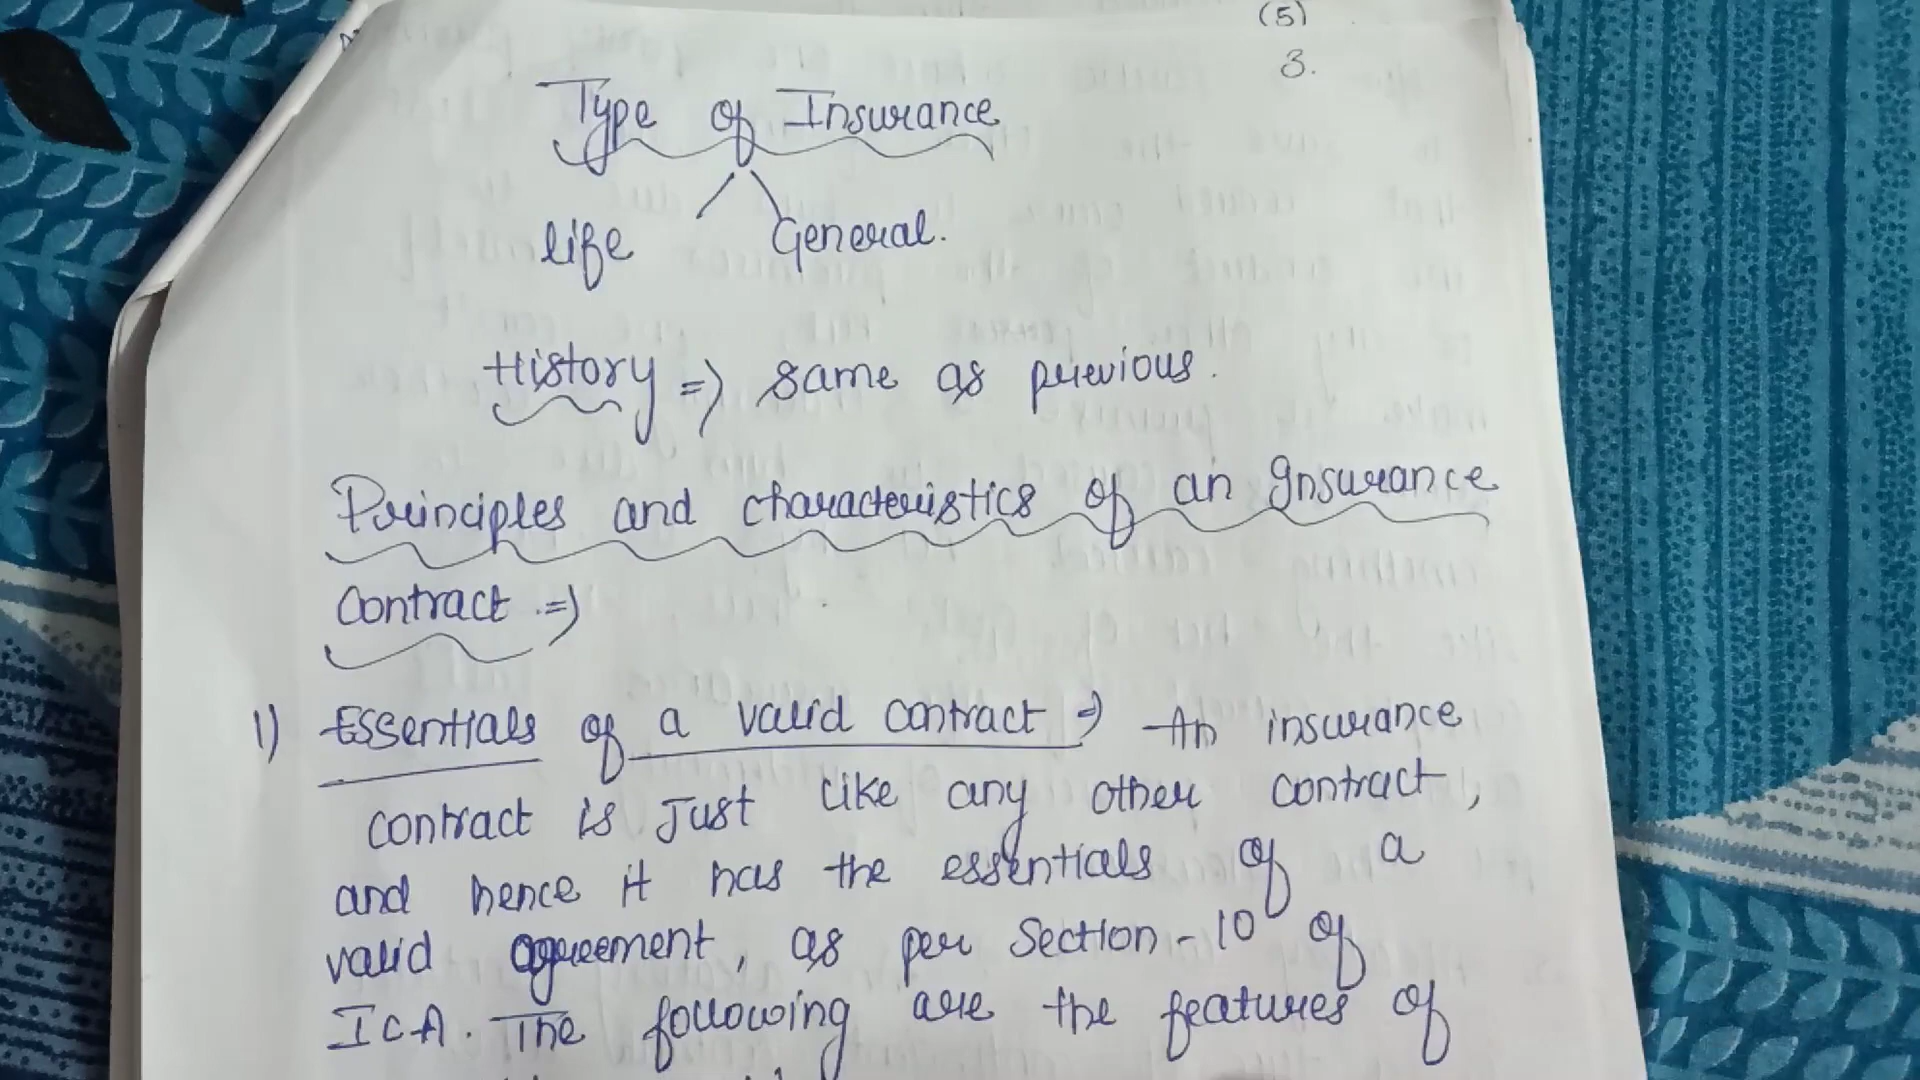 (5)
3.
Type of Insurance
life General.
History => same as previous.
Principles and characteristics of an Insurance
Contract =>
1) Essentials of a valid contract => An insurance
contract is just like any other contract,
and hence it has the essentials of a
valid agreement, as per Section-10 of
ICA. The following are the features of